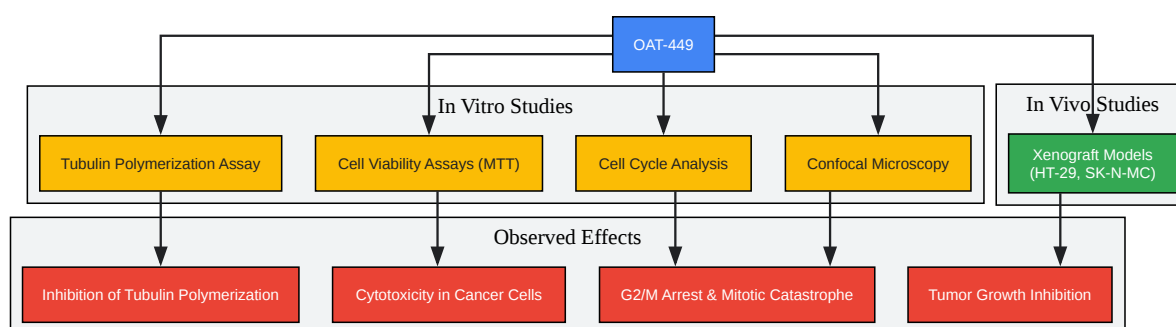 OAT-449
In Vitro Studies
In Vivo Studies
Tubulin Polymerization Assay
Cell Viability Assays (MTT)
Cell Cycle Analysis
Confocal Microscopy
Xenograft Models
(HT-29, SK-N-MC)
Observed Effects
Inhibition of Tubulin Polymerization
Cytotoxicity in Cancer Cells
G2/M Arrest & Mitotic Catastrophe
Tumor Growth Inhibition